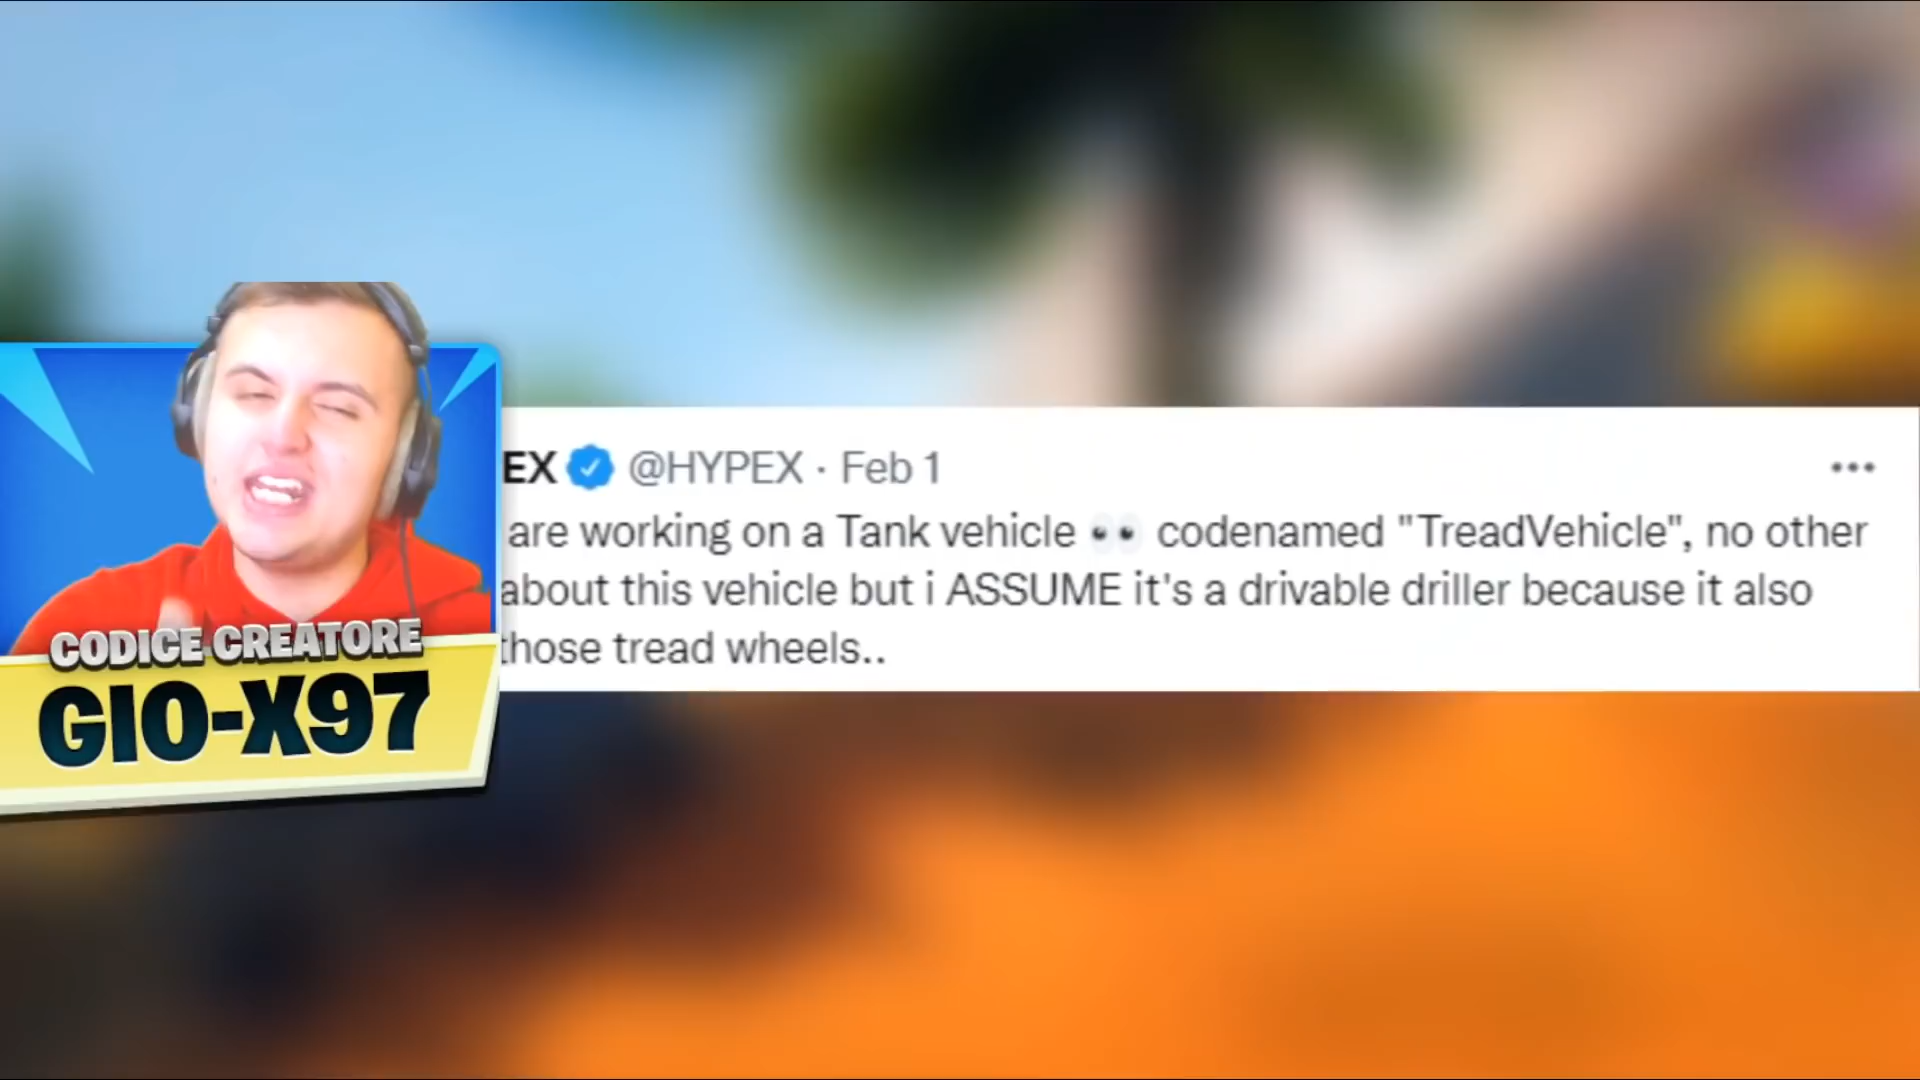 EX @HYPEX · Feb 1
are working on a Tank vehicle 👀 codenamed "TreadVehicle", no other
about this vehicle but i ASSUME it's a drivable driller because it also
those tread wheels..
CODICE CREATORE
GIO-X97